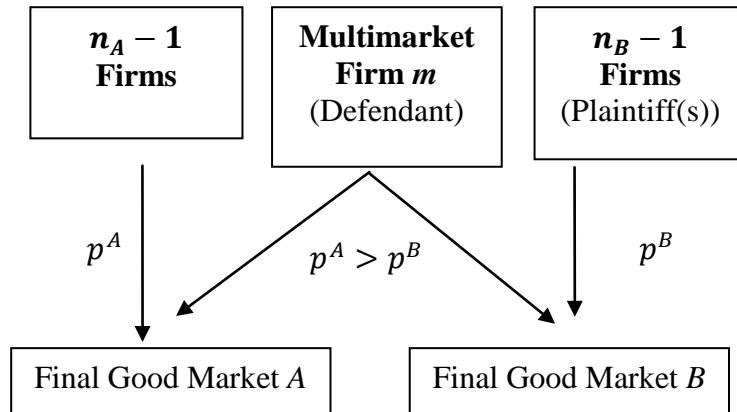 n_A − 1
Firms
Multimarket
Firm m
(Defendant)
n_B − 1
Firms
(Plaintiff(s))
p^A
p^A > p^B
p^B
Final Good Market A
Final Good Market B